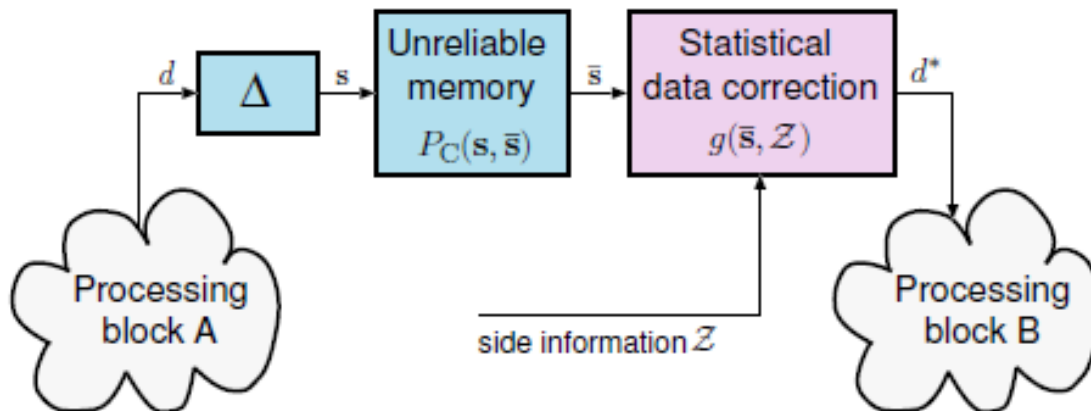 d
Δ
s
Unreliable
memory
P_C(s, s̄)
s̄
Statistical
data correction
g(s̄, 𝒵)
d*
Processing
block A
side information 𝒵
Processing
block B